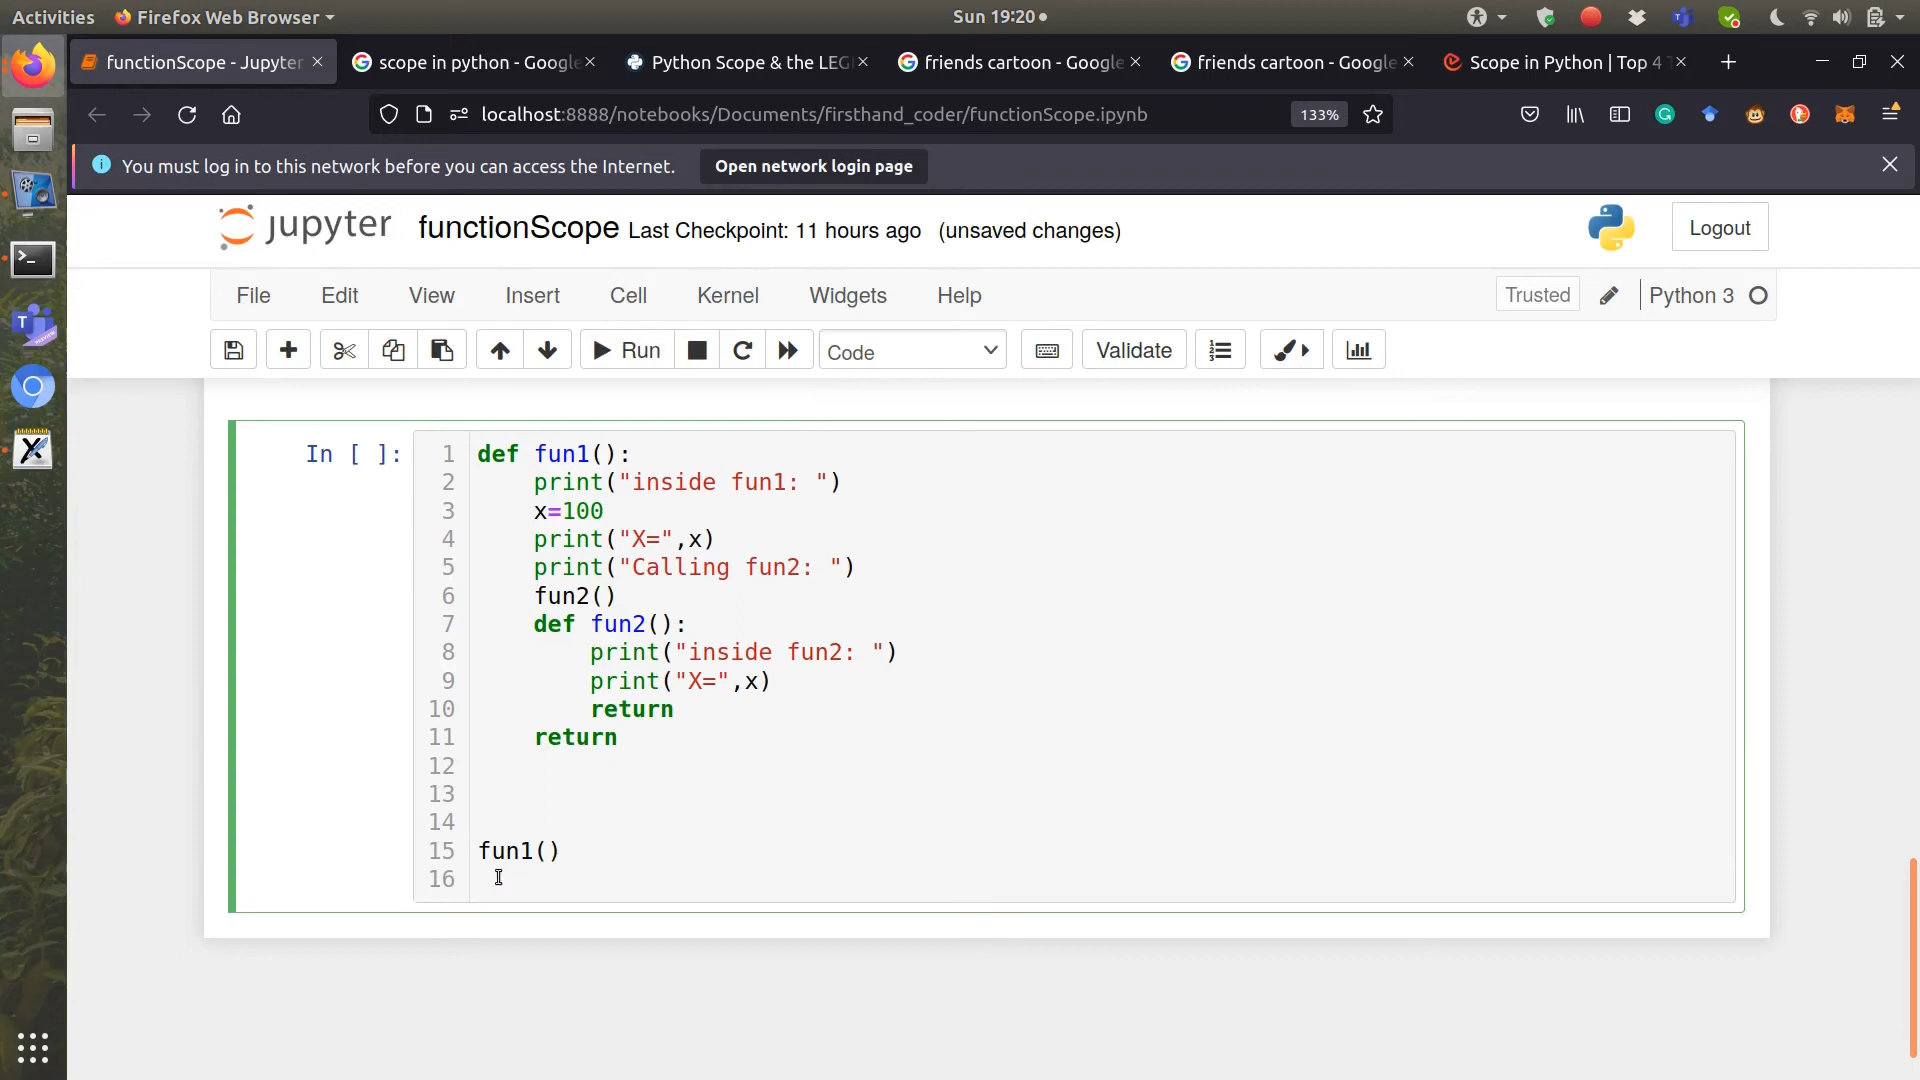 Activities Firefox Web Browser Sun 19:20
functionScope - Jupyter scope in python - Google Python Scope & the LEG friends cartoon - Google friends cartoon - Google Scope in Python | Top 4
localhost:8888/notebooks/Documents/firsthand_coder/functionScope.ipynb 133%
You must log in to this network before you can access the Internet. Open network login page
jupyter functionScope Last Checkpoint: 11 hours ago (unsaved changes) Logout
File Edit View Insert Cell Kernel Widgets Help Trusted Python 3
Run Code Validate
In [ ]: 1 def fun1():
2 print("inside fun1: ")
3 x=100
4 print("X=",x)
5 print("Calling fun2: ")
6 fun2()
7 def fun2():
8 print("inside fun2: ")
9 print("X=",x)
10 return
11 return
12
13
14
15 fun1()
16